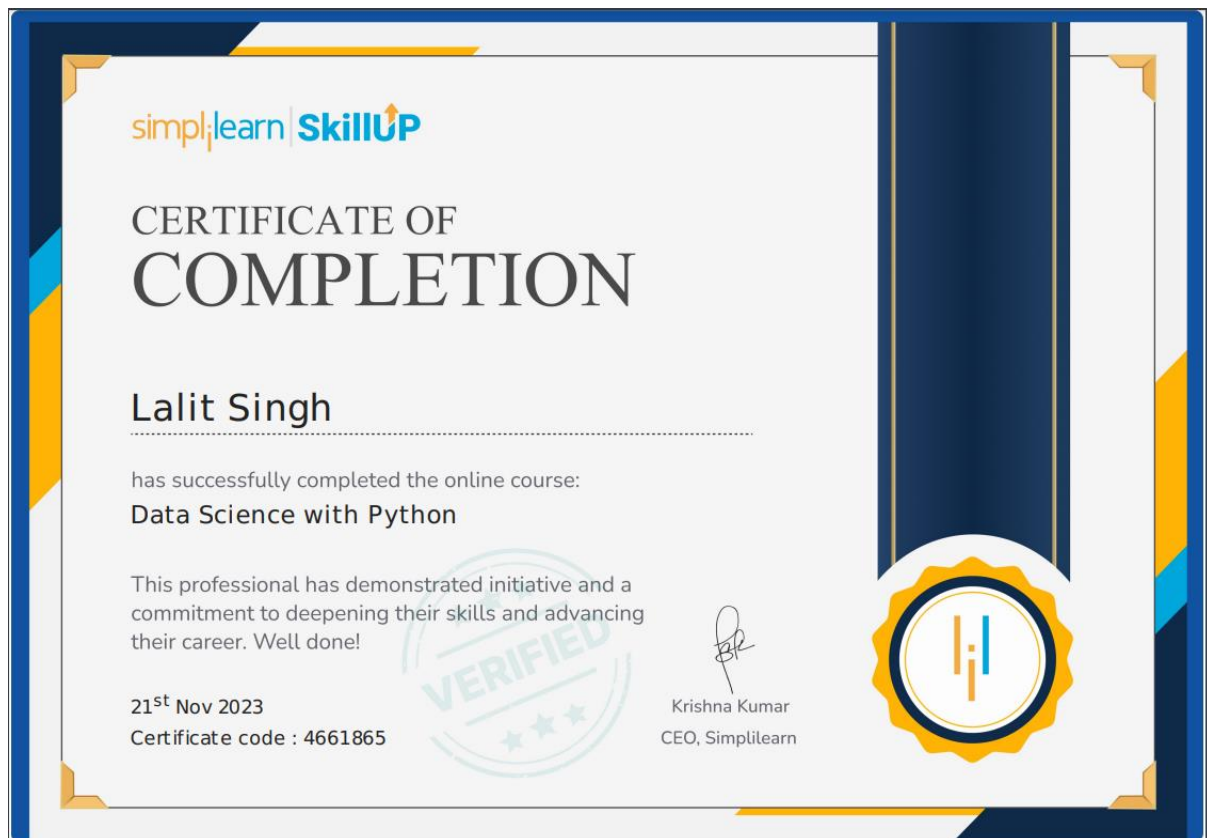 simplilearn | SkillUP
CERTIFICATE OF
COMPLETION
Lalit Singh
has successfully completed the online course:
Data Science with Python
This professional has demonstrated initiative and a
commitment to deepening their skills and advancing
their career. Well done!
VERIFIED
21st Nov 2023
Certificate code : 4661865
Krishna Kumar
CEO, Simplilearn